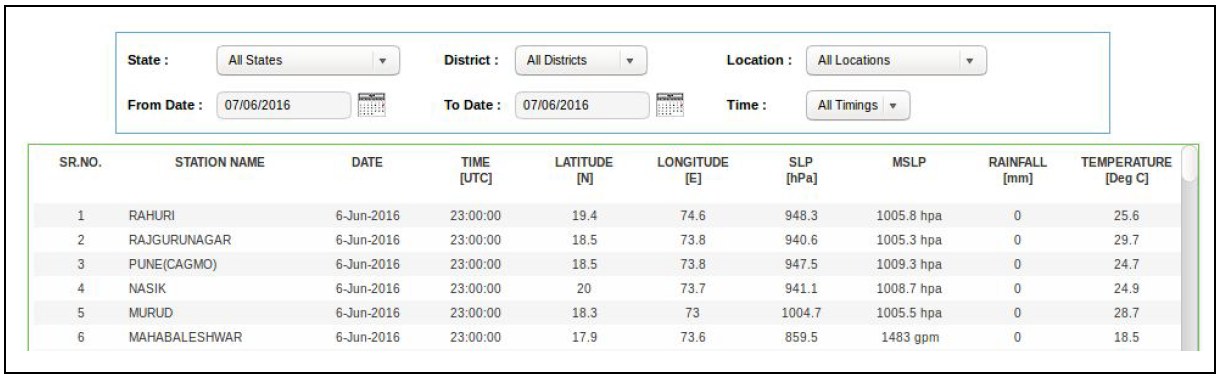 State : All States District : All Districts Location : All Locations
From Date : 07/06/2016 To Date : 07/06/2016 Time : All Timings
SR.NO. STATION NAME DATE TIME LATITUDE LONGITUDE SLP MSLP RAINFALL TEMPERATURE
[UTC] [N] [E] [hPa] [mm] [Deg C]
1 RAHURI 6-Jun-2016 23:00:00 19.4 74.6 948.3 1005.8 hpa 0 25.6
2 RAJGURUNAGAR 6-Jun-2016 23:00:00 18.5 73.8 940.6 1005.3 hpa 0 29.7
3 PUNE(CAGMO) 6-Jun-2016 23:00:00 18.5 73.8 947.5 1009.3 hpa 0 24.7
4 NASIK 6-Jun-2016 23:00:00 20 73.7 941.1 1008.7 hpa 0 24.9
5 MURUD 6-Jun-2016 23:00:00 18.3 73 1004.7 1005.5 hpa 0 28.7
6 MAHABALESHWAR 6-Jun-2016 23:00:00 17.9 73.6 859.5 1483 gpm 0 18.5